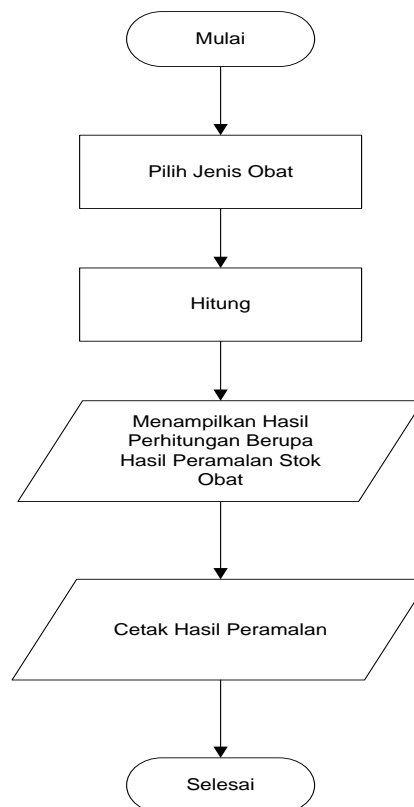 Mulai
Pilih Jenis Obat
Hitung
Menampilkan Hasil
Perhitungan Berupa
Hasil Peramalan Stok
Obat
Cetak Hasil Peramalan
Selesai